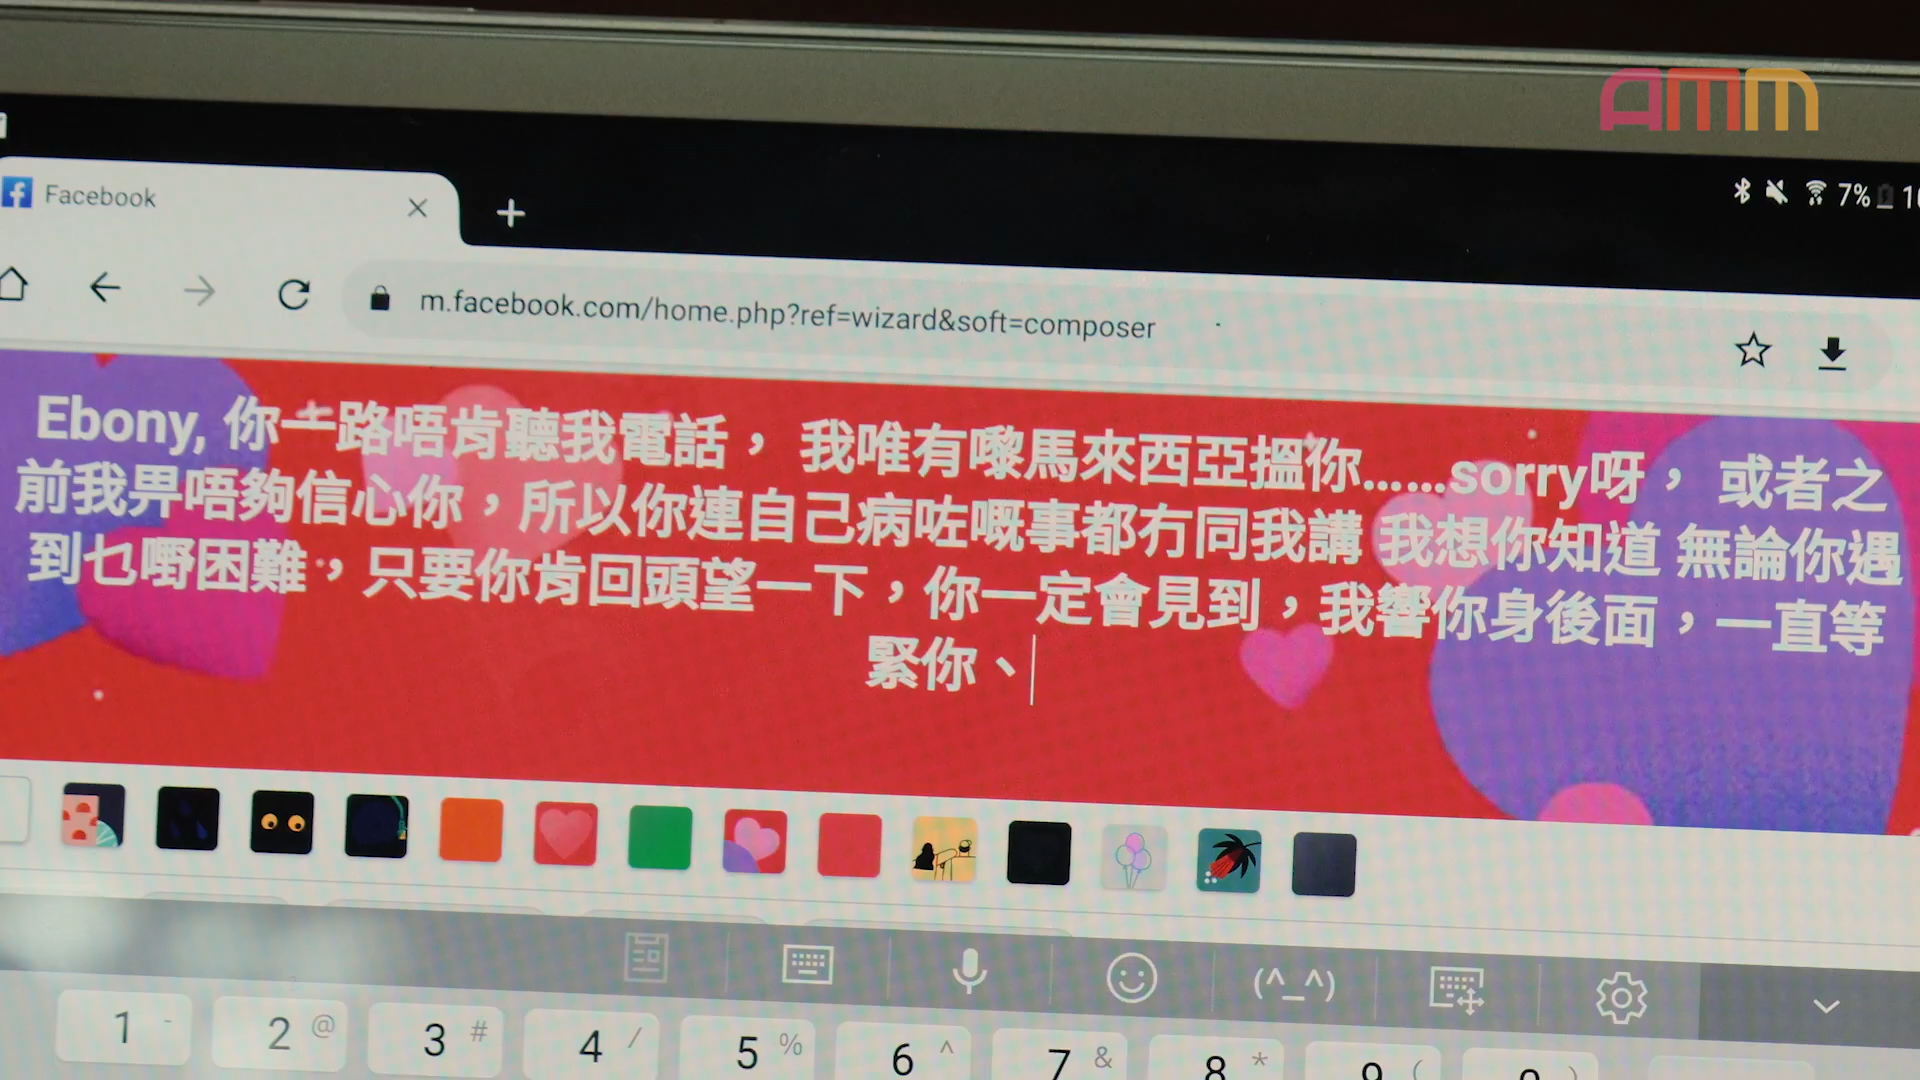 AMM
Facebook
7%
m.facebook.com/home.php?ref=wizard&soft=composer
Ebony, 你一路唔肯聽我電話， 我唯有嚟馬來西亞搵你……sorry呀， 或者之
前我畀唔夠信心你，所以你連自己病咗嘅事都冇同我講 我想你知道 無論你遇
到乜嘢困難，只要你肯回頭望一下，你一定會見到，我響你身後面，一直等
緊你、
(^_^)
1 - 2 @ 3 # 4 / 5 % 6 ^ 7 & 8 * 9 (